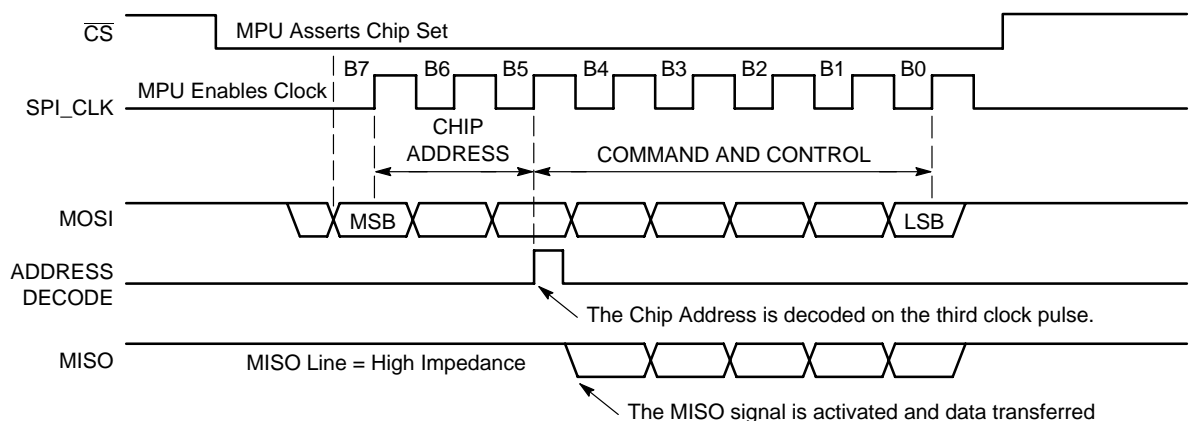 CS
MPU Asserts Chip Set
B7 B6 B5 B4 B3 B2 B1 B0
MPU Enables Clock
SPI_CLK
CHIP
ADDRESS
COMMAND AND CONTROL
MOSI
MSB
LSB
ADDRESS
DECODE
The Chip Address is decoded on the third clock pulse.
MISO
MISO Line = High Impedance
The MISO signal is activated and data transferred